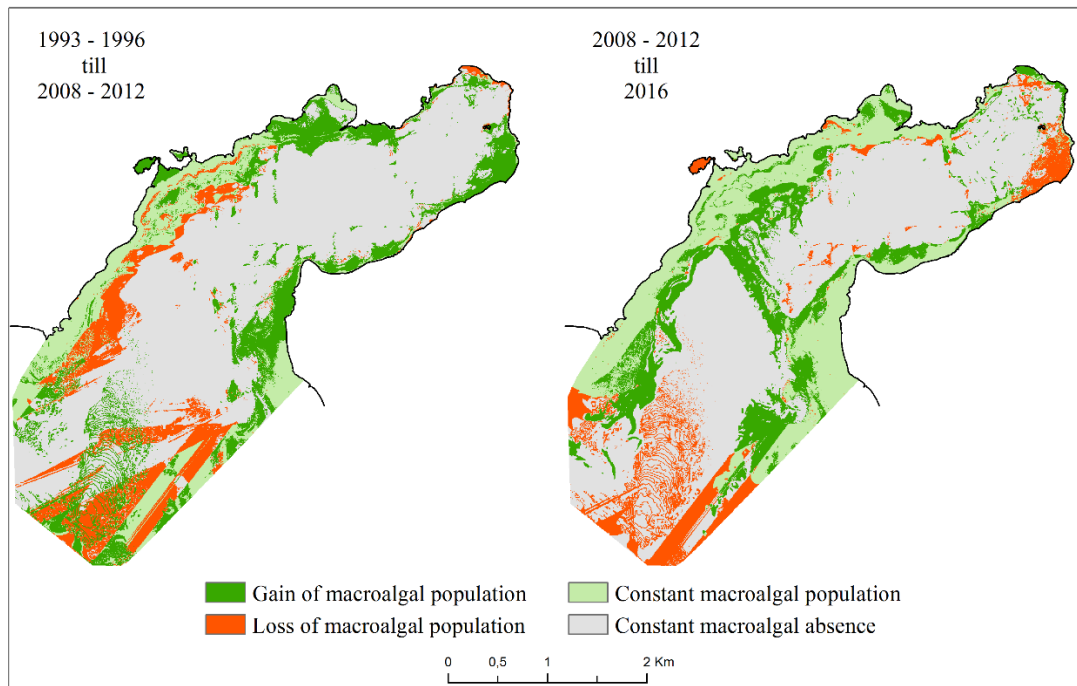 1993 - 1996
till
2008 - 2012
2008 - 2012
till
2016
Gain of macroalgal population
Loss of macroalgal population
Constant macroalgal population
Constant macroalgal absence
0 0,5 1 2 Km